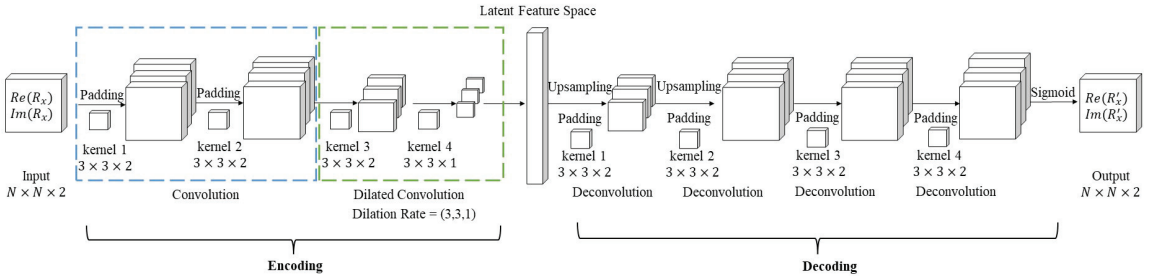 Latent Feature Space
Re(R_x)
Im(R_x)
Input
N × N × 2
Padding
kernel 1
3 × 3 × 2
Padding
kernel 2
3 × 3 × 2
Convolution
kernel 3
3 × 3 × 2
kernel 4
3 × 3 × 1
Dilated Convolution
Dilation Rate = (3,3,1)
Encoding
Upsampling
Padding
kernel 1
3 × 3 × 2
Deconvolution
Upsampling
Padding
kernel 2
3 × 3 × 2
Deconvolution
Padding
kernel 3
3 × 3 × 2
Deconvolution
Padding
kernel 4
3 × 3 × 2
Deconvolution
Sigmoid
Re(R′_x)
Im(R′_x)
Output
N × N × 2
Decoding